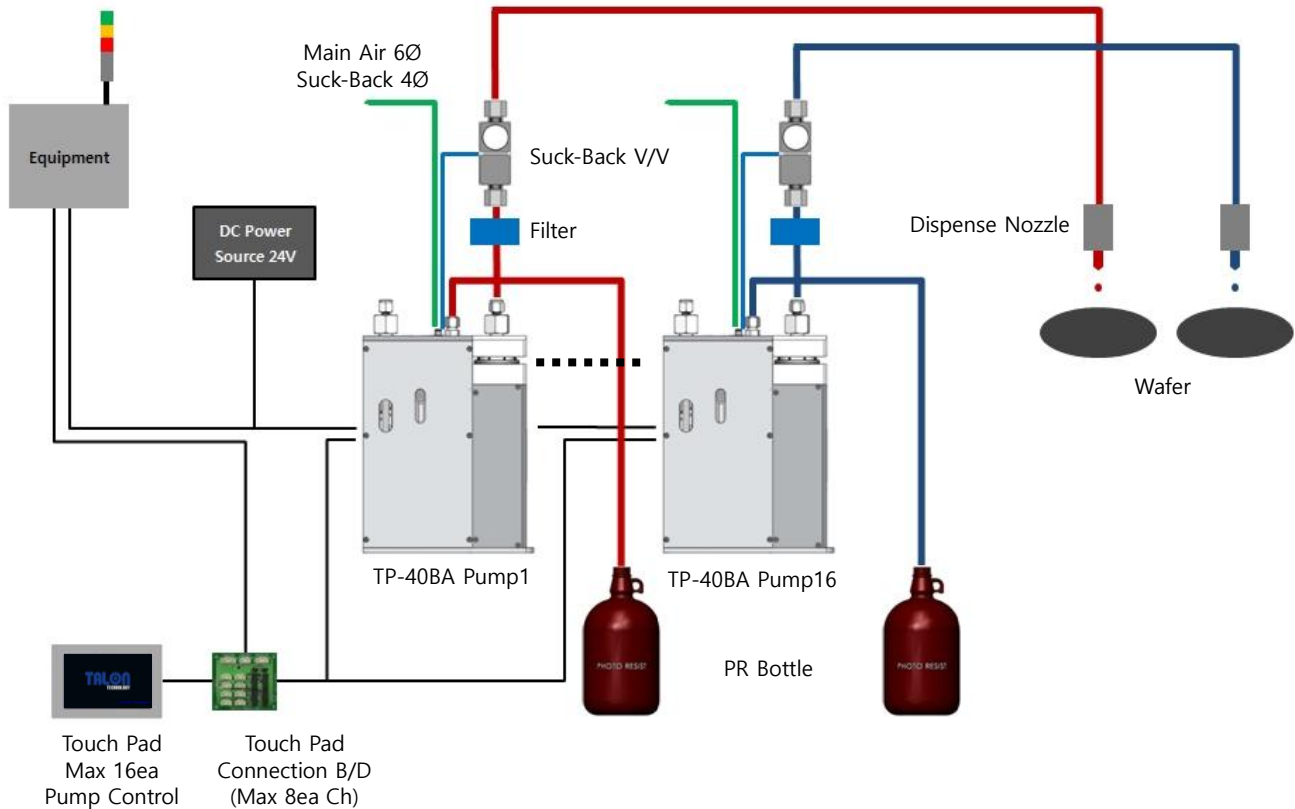 Main Air 6Ø
Suck-Back 4Ø
Equipment
Suck-Back V/V
DC Power
Source 24V
Filter
Dispense Nozzle
Wafer
TP-40BA Pump1
TP-40BA Pump16
PHOTO RESIST
PHOTO RESIST
PR Bottle
TALON
TECHNOLOGY
Touch Pad
Max 16ea
Pump Control
Touch Pad
Connection B/D
(Max 8ea Ch)